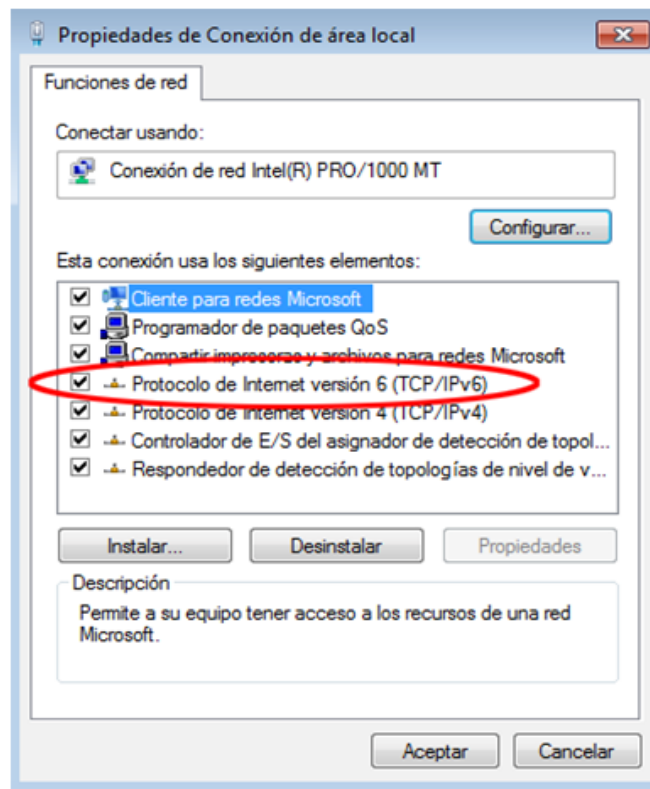 Propiedades de Conexión de área local
Funciones de red
Conectar usando:
Conexión de red Intel(R) PRO/1000 MT
Configurar...
Esta conexión usa los siguientes elementos:
Cliente para redes Microsoft
Programador de paquetes QoS
Compartir impresoras y archivos para redes Microsoft
Protocolo de Internet versión 6 (TCP/IPv6)
Protocolo de Internet versión 4 (TCP/IPv4)
Controlador de E/S del asignador de detección de topol...
Respondedor de detección de topologías de nivel de v...
Instalar... Desinstalar Propiedades
Descripción
Permite a su equipo tener acceso a los recursos de una red
Microsoft.
Aceptar Cancelar